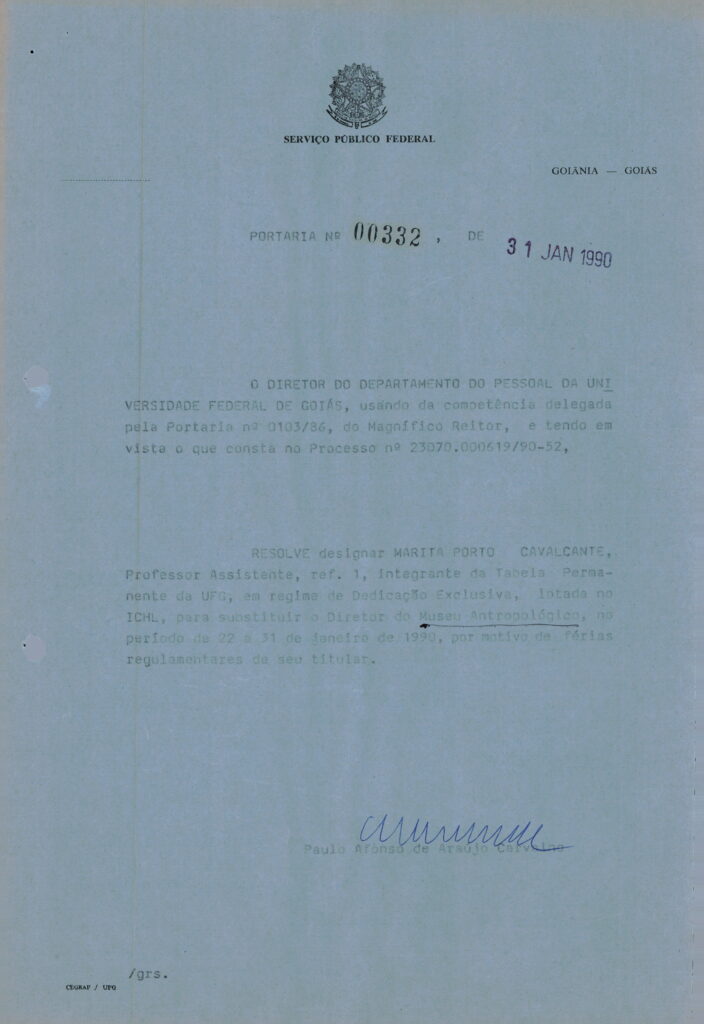 SERVIÇO PÚBLICO FEDERAL
GOIÂNIA — GOIÁS
PORTARIA Nº 00332 , DE 31 JAN 1990
O DIRETOR DO DEPARTAMENTO DO PESSOAL DA UNI
VERSIDADE FEDERAL DE GOIÁS, usando da competência delegada
pela Portaria nº 0103/86, do Magnífico Reitor, e tendo em
vista o que consta no Processo nº 23070.000619/90-52,
RESOLVE designar MARITA PORTO CAVALCANTE,
Professor Assistente, ref. 1, integrante da Tabela Perma-
nente da UFG, em regime de Dedicação Exclusiva, lotada no
ICHL, para substituir o Diretor do Museu Antropológico, no
período de 22 a 31 de janeiro de 1990, por motivo de férias
regulamentares de seu titular.
Paulo Afonso de Araújo Carvalho
/grs.
CEGRAF / UFG